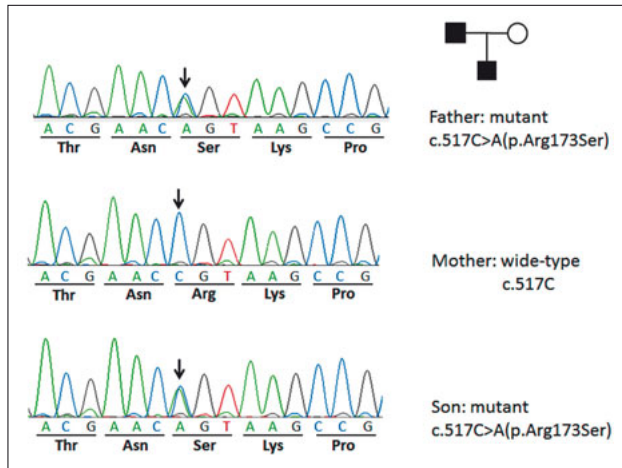 A C G A A C A G T A A G C C G
Thr Asn Ser Lys Pro
Father: mutant
c.517C>A(p.Arg173Ser)
A C G A A C C G T A A G C C G
Thr Asn Arg Lys Pro
Mother: wide-type
c.517C
A C G A A C A G T A A G C C G
Thr Asn Ser Lys Pro
Son: mutant
c.517C>A(p.Arg173Ser)